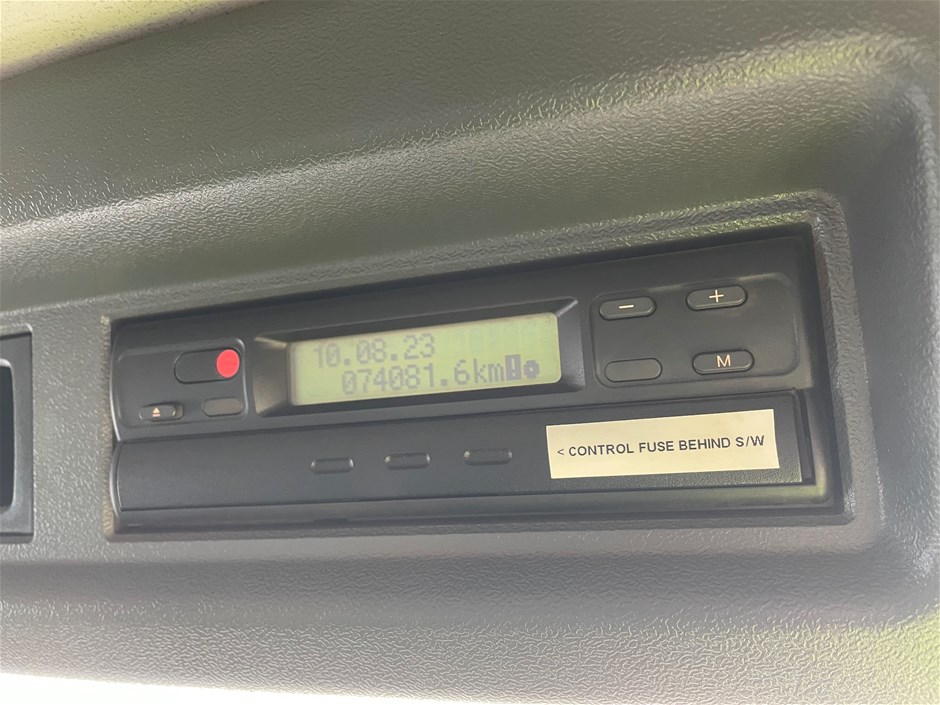 10.08.23
074081.6km
− +
M
< CONTROL FUSE BEHIND S/W